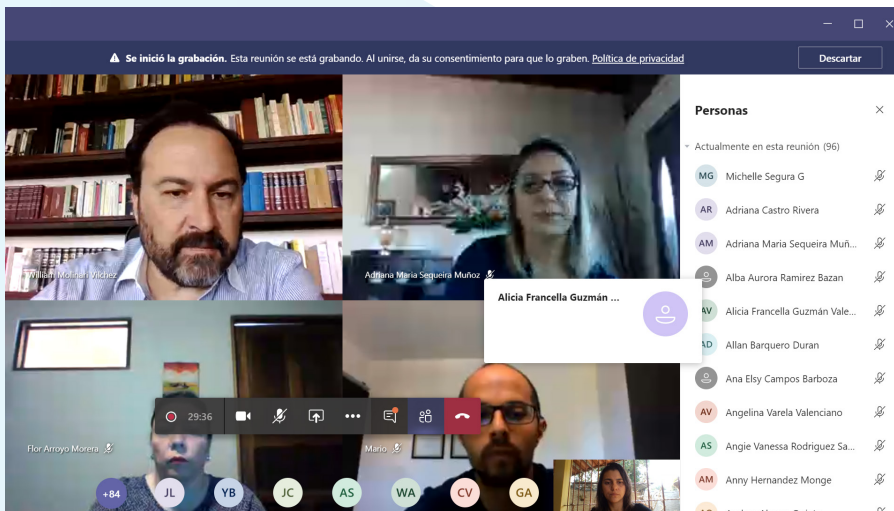 Se inició la grabación. Esta reunión se está grabando. Al unirse, da su consentimiento para que lo graben. Política de privacidad
Descartar
William Molinari Vílchez
Adriana Maria Sequeira Muñoz
Alicia Francella Guzmán ...
Flor Arroyo Morera
Mario
29:36
+84
JL
YB
JC
AS
WA
CV
GA
Personas
Actualmente en esta reunión (96)
MG Michelle Segura G
AR Adriana Castro Rivera
AM Adriana Maria Sequeira Muñ...
Alba Aurora Ramirez Bazan
AV Alicia Francella Guzmán Vale...
AD Allan Barquero Duran
Ana Elsy Campos Barboza
AV Angelina Varela Valenciano
AS Angie Vanessa Rodriguez Sa...
AM Anny Hernandez Monge